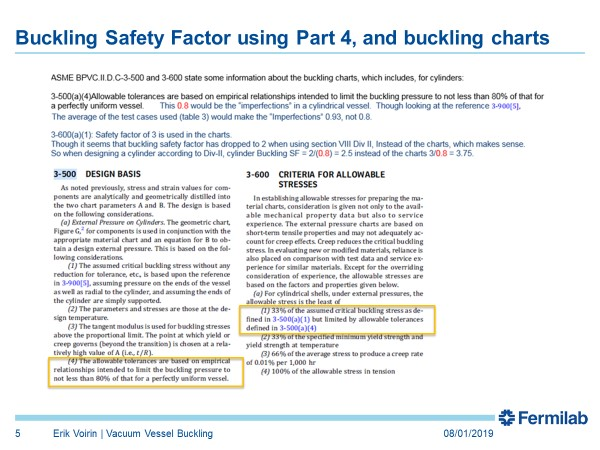 Buckling Safety Factor using Part 4, and buckling charts
ASME BPVC.II.D.C-3-500 and 3-600 state some information about the buckling charts, which includes, for cylinders:
3-500(a)(4)Allowable tolerances are based on empirical relationships intended to limit the buckling pressure to not less than 80% of that for
a perfectly uniform vessel. This 0.8 would be the "imperfections" in a cylindrical vessel. Though looking at the reference 3-900[5],
The average of the test cases used (table 3) would make the "Imperfections" 0.93, not 0.8.
3-600(a)(1): Safety factor of 3 is used in the charts.
Though it seems that buckling safety factor has dropped to 2 when using section VIII Div II, Instead of the charts, which makes sense.
So when designing a cylinder according to Div-II, cylinder Buckling SF = 2/(0.8) = 2.5 instead of the charts 3/0.8 = 3.75.
3-500 DESIGN BASIS
As noted previously, stress and strain values for com-
ponents are analytically and geometrically distilled into
the two chart parameters A and B. The design is based
on the following considerations.
(a) External Pressure on Cylinders. The geometric chart,
Figure G,2 for components is used in conjunction with the
appropriate material chart and an equation for B to ob-
tain a design external pressure. This is based on the fol-
lowing considerations.
(1) The assumed critical buckling stress without any
reduction for tolerance, etc., is based upon the reference
in 3-900[5], assuming pressure on the ends of the vessel
as well as radial to the cylinder, and assuming the ends of
the cylinder are simply supported.
(2) The parameters and stresses are those at the de-
sign temperature.
(3) The tangent modulus is used for buckling stresses
above the proportional limit. The point at which yield or
creep governs (beyond the transition) is chosen at a rela-
tively high value of A (i.e., t/R).
(4) The allowable tolerances are based on empirical
relationships intended to limit the buckling pressure to
not less than 80% of that for a perfectly uniform vessel.
3-600 CRITERIA FOR ALLOWABLE
STRESSES
In establishing allowable stresses for preparing the ma-
terial charts, consideration is given not only to the avail-
able mechanical property data but also to service
experience. The external pressure charts are based on
short-term tensile properties and may not adequately ac-
count for creep effects. Creep reduces the critical buckling
stress. In evaluating new or modified materials, reliance is
also placed on comparison with test data and service ex-
perience for similar materials. Except for the overriding
consideration of experience, the allowable stresses are
based on the factors and properties given below.
(a) For cylindrical shells, under external pressures, the
allowable stress is the least of
(1) 33% of the assumed critical buckling stress as de-
fined in 3-500(a)(1) but limited by allowable tolerances
defined in 3-500(a)(4)
(2) 33% of the specified minimum yield strength and
yield strength at temperature
(3) 66% of the average stress to produce a creep rate
of 0.01% per 1,000 hr
(4) 100% of the allowable stress in tension
Fermilab
5 Erik Voirin | Vacuum Vessel Buckling 08/01/2019